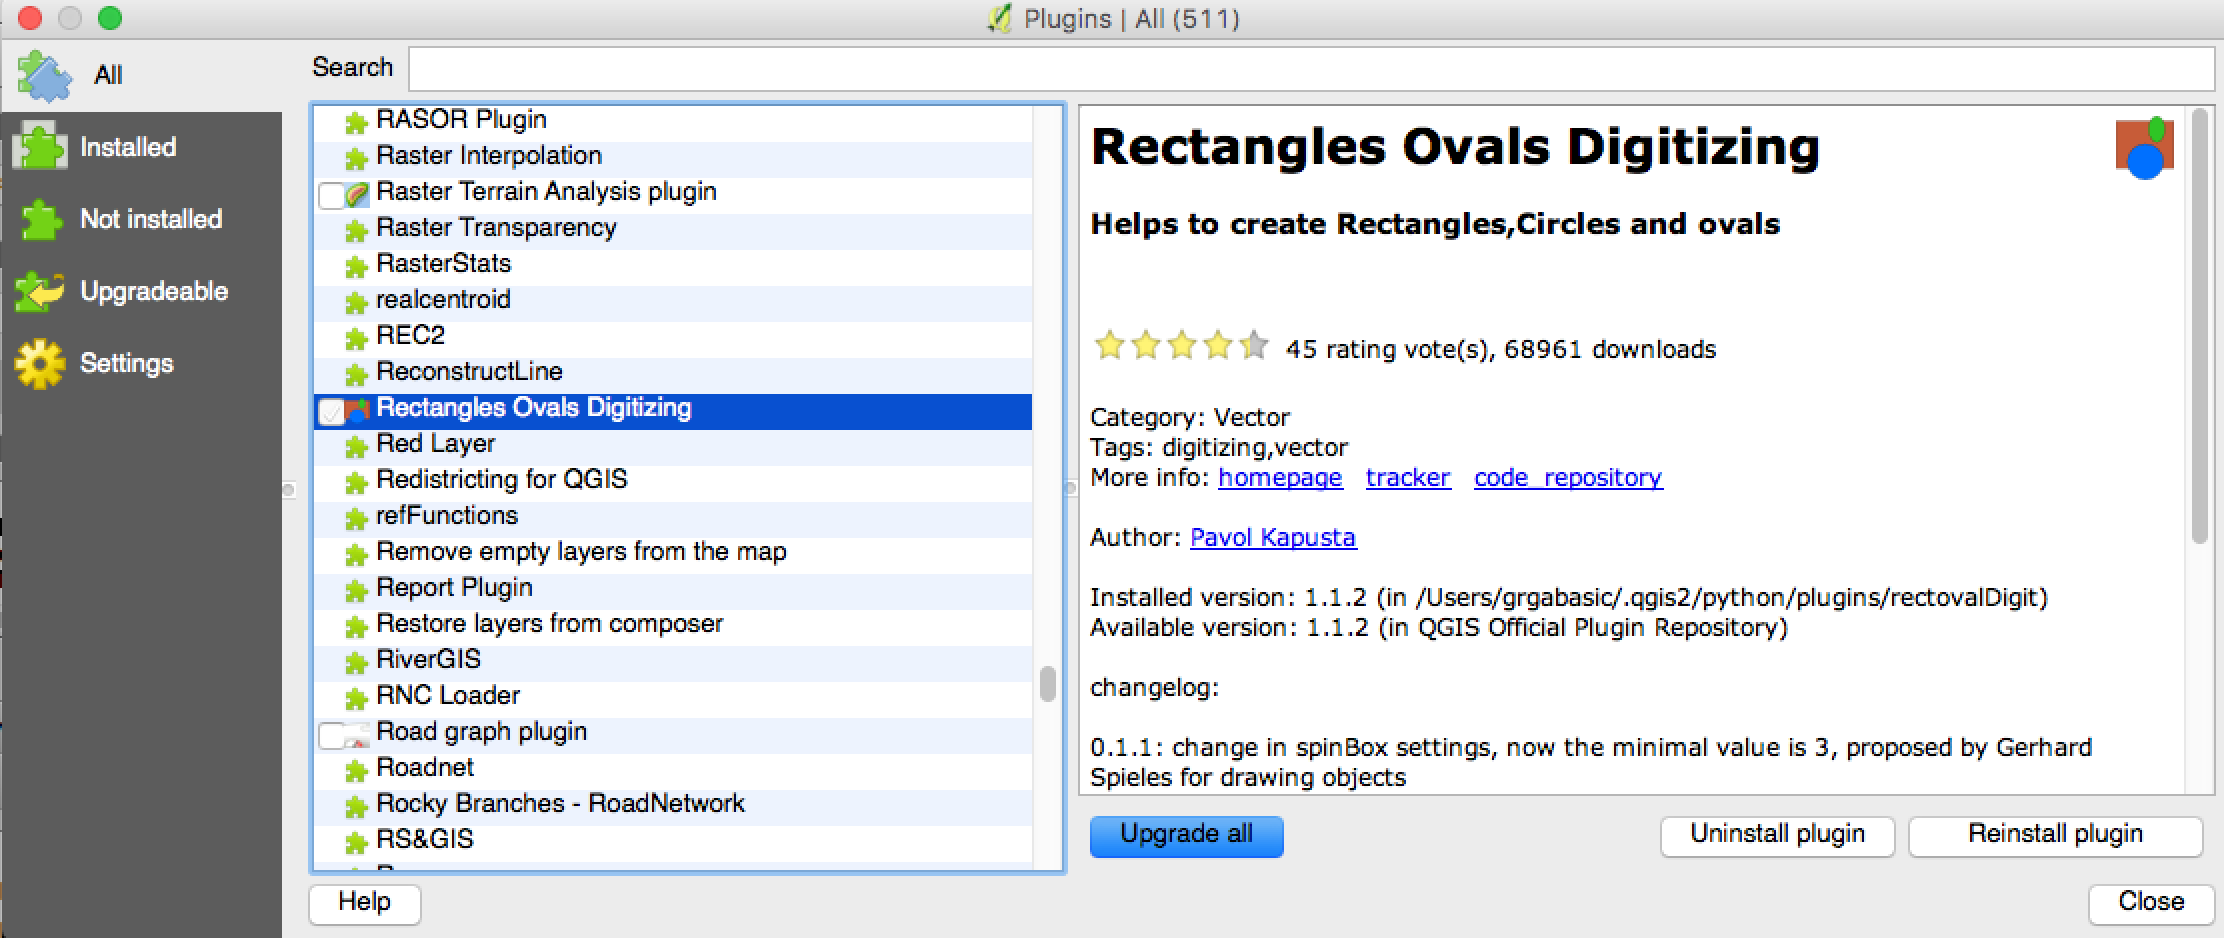 Plugins | All (511)
All
Installed
Not installed
Upgradeable
Settings
Search
RASOR Plugin
Raster Interpolation
Raster Terrain Analysis plugin
Raster Transparency
RasterStats
realcentroid
REC2
ReconstructLine
Rectangles Ovals Digitizing
Red Layer
Redistricting for QGIS
refFunctions
Remove empty layers from the map
Report Plugin
Restore layers from composer
RiverGIS
RNC Loader
Road graph plugin
Roadnet
Rocky Branches - RoadNetwork
RS&GIS
Rectangles Ovals Digitizing
Helps to create Rectangles,Circles and ovals
45 rating vote(s), 68961 downloads
Category: Vector
Tags: digitizing,vector
More info: homepage tracker code_repository
Author: Pavol Kapusta
Installed version: 1.1.2 (in /Users/grgabasic/.qgis2/python/plugins/rectovalDigit)
Available version: 1.1.2 (in QGIS Official Plugin Repository)
changelog:
0.1.1: change in spinBox settings, now the minimal value is 3, proposed by Gerhard
Spieles for drawing objects
Upgrade all
Uninstall plugin
Reinstall plugin
Help
Close